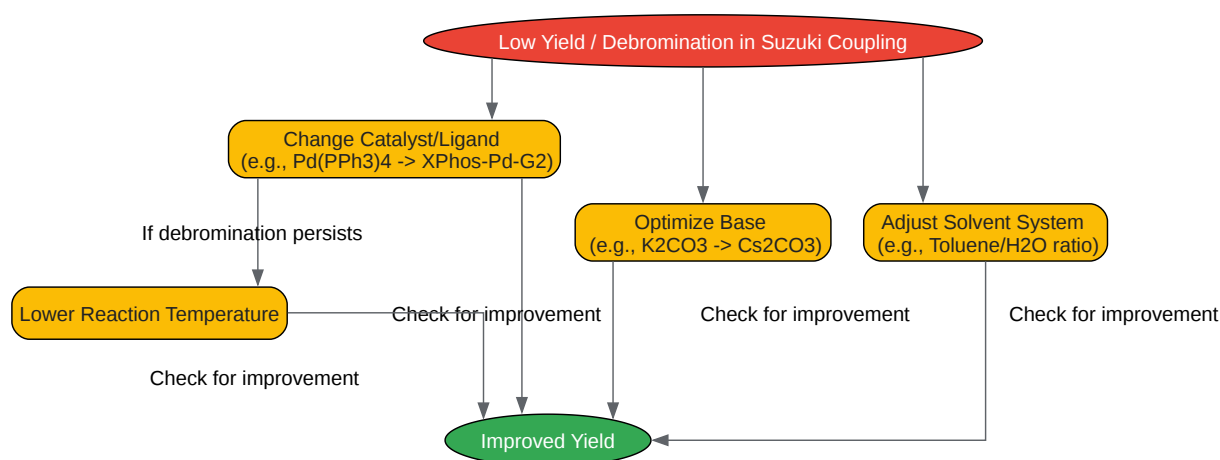 Low Yield / Debromination in Suzuki Coupling
Change Catalyst/Ligand
(e.g., Pd(PPh3)4 -> XPhos-Pd-G2)
Optimize Base
(e.g., K2CO3 -> Cs2CO3)
Adjust Solvent System
(e.g., Toluene/H2O ratio)
If debromination persists
Lower Reaction Temperature
Check for improvement
Check for improvement
Check for improvement
Check for improvement
Improved Yield